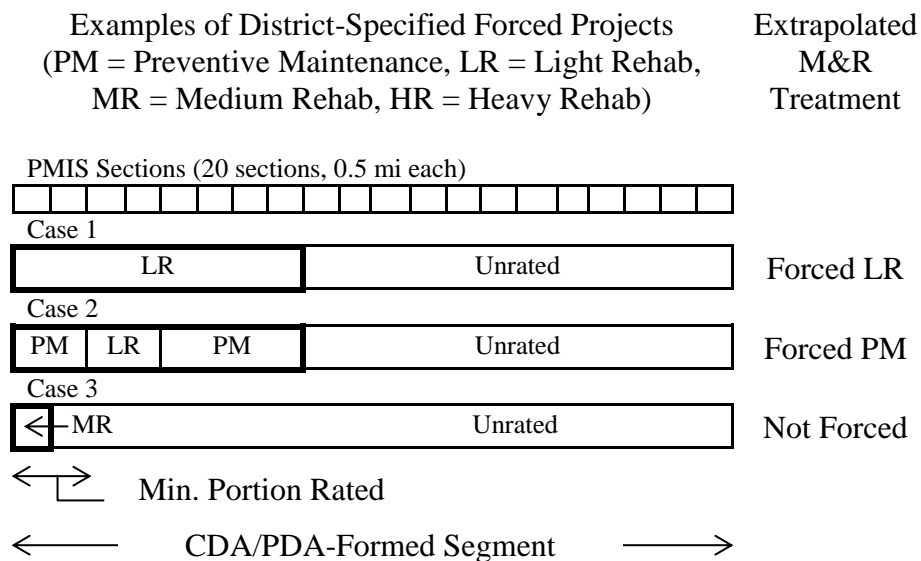 Examples of District-Specified Forced Projects
(PM = Preventive Maintenance, LR = Light Rehab,
MR = Medium Rehab, HR = Heavy Rehab)
Extrapolated
M&R
Treatment
PMIS Sections (20 sections, 0.5 mi each)
Case 1
LR Unrated Forced LR
Case 2
PM LR PM Unrated Forced PM
Case 3
MR Unrated Not Forced
Min. Portion Rated
CDA/PDA-Formed Segment